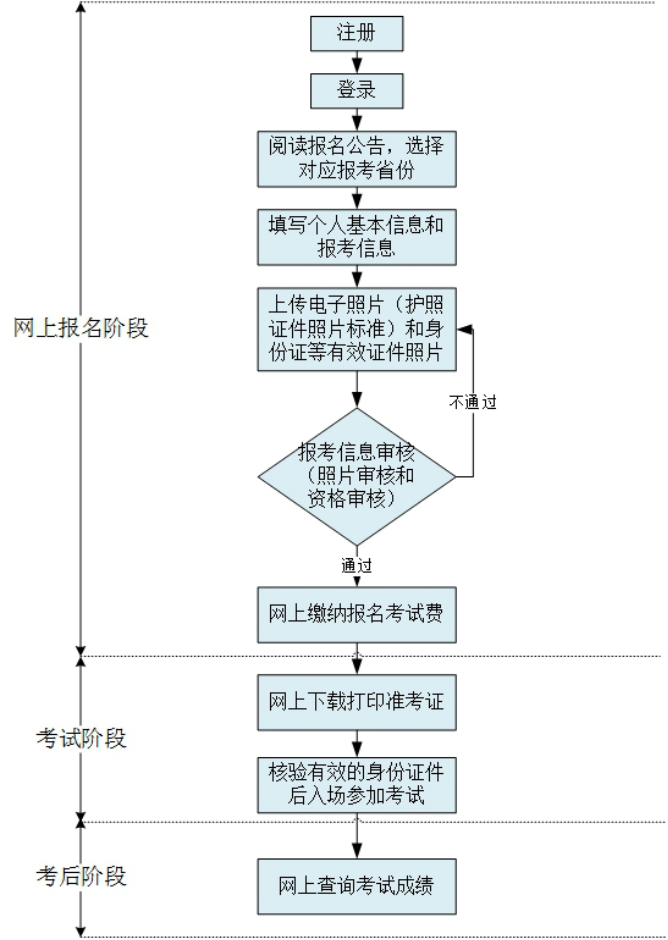 注册
登录
阅读报名公告，选择
对应报考省份
填写个人基本信息和
报考信息
上传电子照片（护照
证件照片标准）和身
份证等有效证件照片
网上报名阶段
不通过
报考信息审核
（照片审核和
资格审核）
通过
网上缴纳报名考试费
网上下载打印准考证
考试阶段
核验有效的身份证件
后入场参加考试
考后阶段
网上查询考试成绩